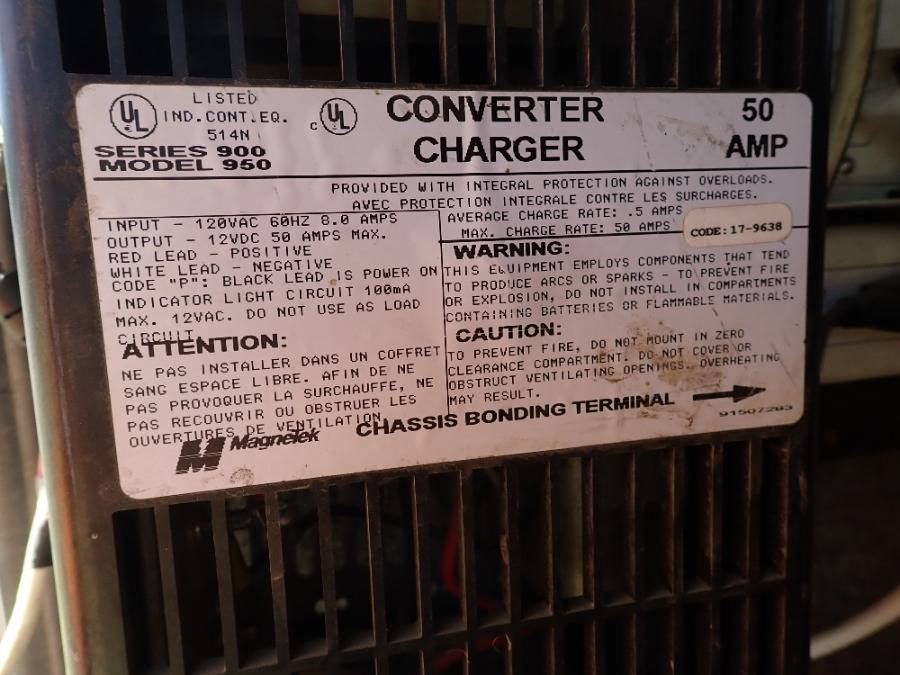 UL
LISTED
IND.CONT.EQ.
514N
c UL
CONVERTER
CHARGER
50
AMP
SERIES 900
MODEL 950
PROVIDED WITH INTEGRAL PROTECTION AGAINST OVERLOADS.
AVEC PROTECTION INTEGRALE CONTRE LES SURCHARGES.
INPUT - 120VAC 60HZ 8.0 AMPS
OUTPUT - 12VDC 50 AMPS MAX.
RED LEAD - POSITIVE
WHITE LEAD - NEGATIVE
CODE "P": BLACK LEAD IS POWER ON
INDICATOR LIGHT CIRCUIT 100mA
MAX. 12VAC. DO NOT USE AS LOAD
CIRCUIT
ATTENTION:
NE PAS INSTALLER DANS UN COFFRET
SANG ESPACE LIBRE. AFIN DE NE
PAS PROVOQUER LA SURCHAUFFE, NE
PAS RECOUVRIR OU OBSTRUER LES
OUVERTURES DE VENTILATION.
AVERAGE CHARGE RATE: .5 AMPS
MAX. CHARGE RATE: 50 AMPS
CODE:17-9638
WARNING:
THIS EQUIPMENT EMPLOYS COMPONENTS THAT TEND
TO PRODUCE ARCS OR SPARKS - TO PREVENT FIRE
OR EXPLOSION, DO NOT INSTALL IN COMPARTMENTS
CONTAINING BATTERIES OR FLAMMABLE MATERIALS.
CAUTION:
TO PREVENT FIRE, DO NOT MOUNT IN ZERO
CLEARANCE COMPARTMENT. DO NOT COVER OR
OBSTRUCT VENTILATING OPENINGS. OVERHEATING
MAY RESULT.
MagneTek
CHASSIS BONDING TERMINAL
91507283